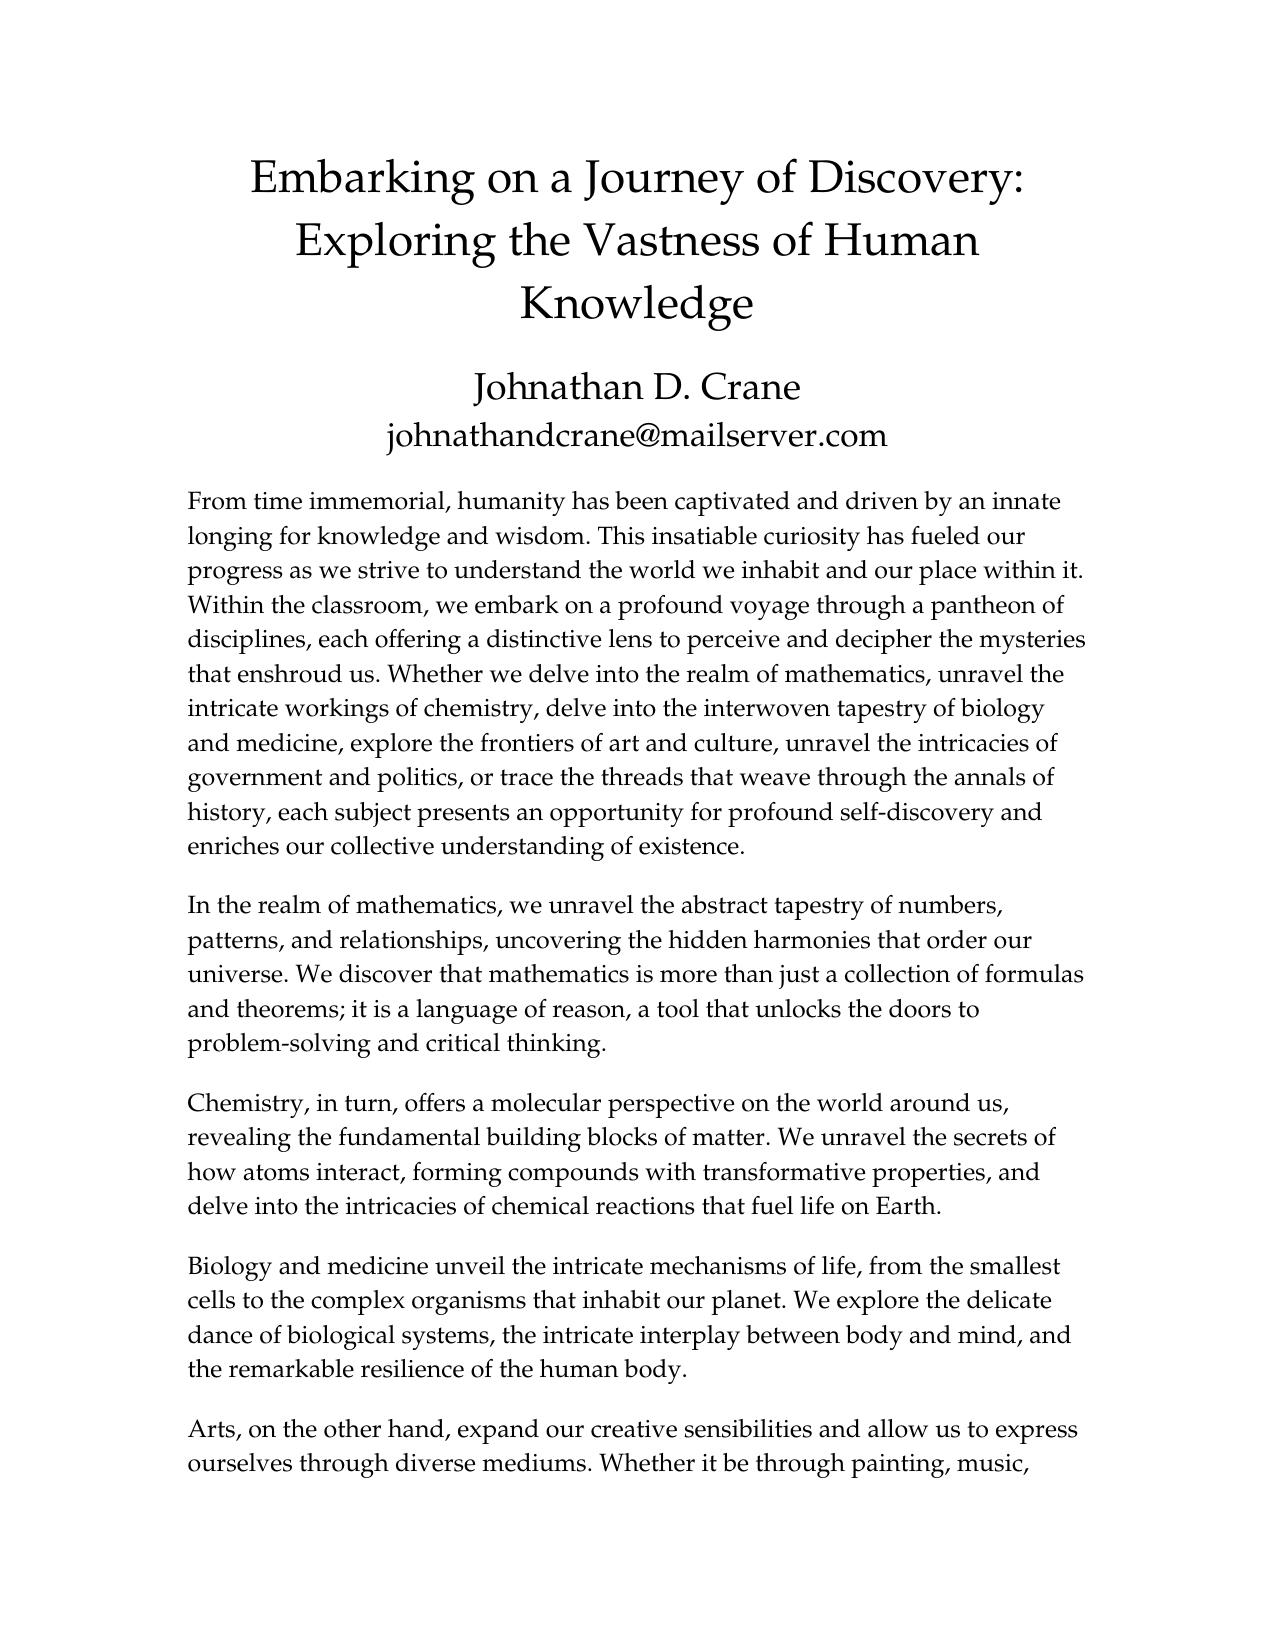 Embarking on a Journey of Discovery:
Exploring the Vastness of Human
Knowledge
Johnathan D. Crane
johnathandcrane@mailserver.com
From time immemorial, humanity has been captivated and driven by an innate
longing for knowledge and wisdom. This insatiable curiosity has fueled our
progress as we strive to understand the world we inhabit and our place within it.
Within the classroom, we embark on a profound voyage through a pantheon of
disciplines, each offering a distinctive lens to perceive and decipher the mysteries
that enshroud us. Whether we delve into the realm of mathematics, unravel the
intricate workings of chemistry, delve into the interwoven tapestry of biology
and medicine, explore the frontiers of art and culture, unravel the intricacies of
government and politics, or trace the threads that weave through the annals of
history, each subject presents an opportunity for profound self-discovery and
enriches our collective understanding of existence.
In the realm of mathematics, we unravel the abstract tapestry of numbers,
patterns, and relationships, uncovering the hidden harmonies that order our
universe. We discover that mathematics is more than just a collection of formulas
and theorems; it is a language of reason, a tool that unlocks the doors to
problem-solving and critical thinking.
Chemistry, in turn, offers a molecular perspective on the world around us,
revealing the fundamental building blocks of matter. We unravel the secrets of
how atoms interact, forming compounds with transformative properties, and
delve into the intricacies of chemical reactions that fuel life on Earth.
Biology and medicine unveil the intricate mechanisms of life, from the smallest
cells to the complex organisms that inhabit our planet. We explore the delicate
dance of biological systems, the intricate interplay between body and mind, and
the remarkable resilience of the human body.
Arts, on the other hand, expand our creative sensibilities and allow us to express
ourselves through diverse mediums. Whether it be through painting, music,